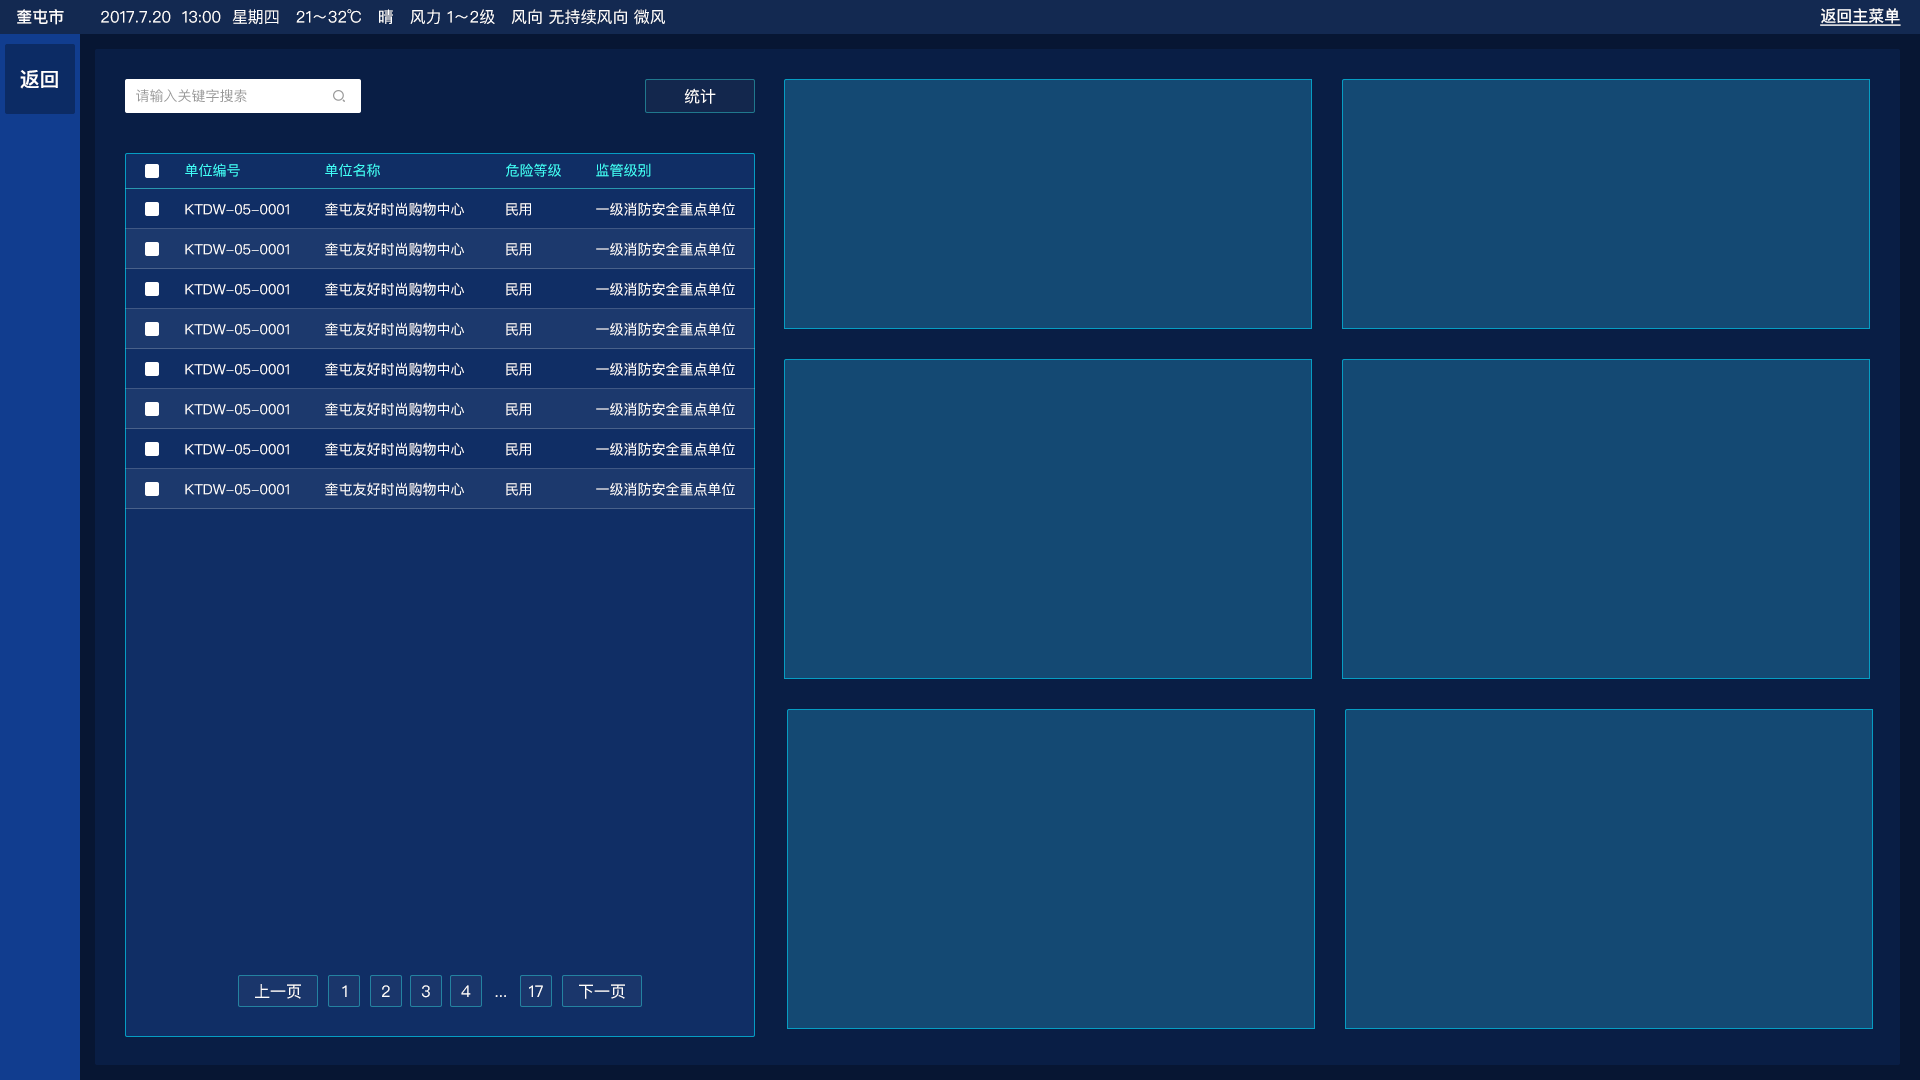 奎屯市 2017.7.20 13:00 星期四 21～32℃ 晴 风力 1～2级 风向 无持续风向 微风 返回主菜单
返回
请输入关键字搜索 统计
单位编号 单位名称 危险等级 监管级别
KTDW-05-0001 奎屯友好时尚购物中心 民用 一级消防安全重点单位
KTDW-05-0001 奎屯友好时尚购物中心 民用 一级消防安全重点单位
KTDW-05-0001 奎屯友好时尚购物中心 民用 一级消防安全重点单位
KTDW-05-0001 奎屯友好时尚购物中心 民用 一级消防安全重点单位
KTDW-05-0001 奎屯友好时尚购物中心 民用 一级消防安全重点单位
KTDW-05-0001 奎屯友好时尚购物中心 民用 一级消防安全重点单位
KTDW-05-0001 奎屯友好时尚购物中心 民用 一级消防安全重点单位
KTDW-05-0001 奎屯友好时尚购物中心 民用 一级消防安全重点单位
上一页 1 2 3 4 ... 17 下一页